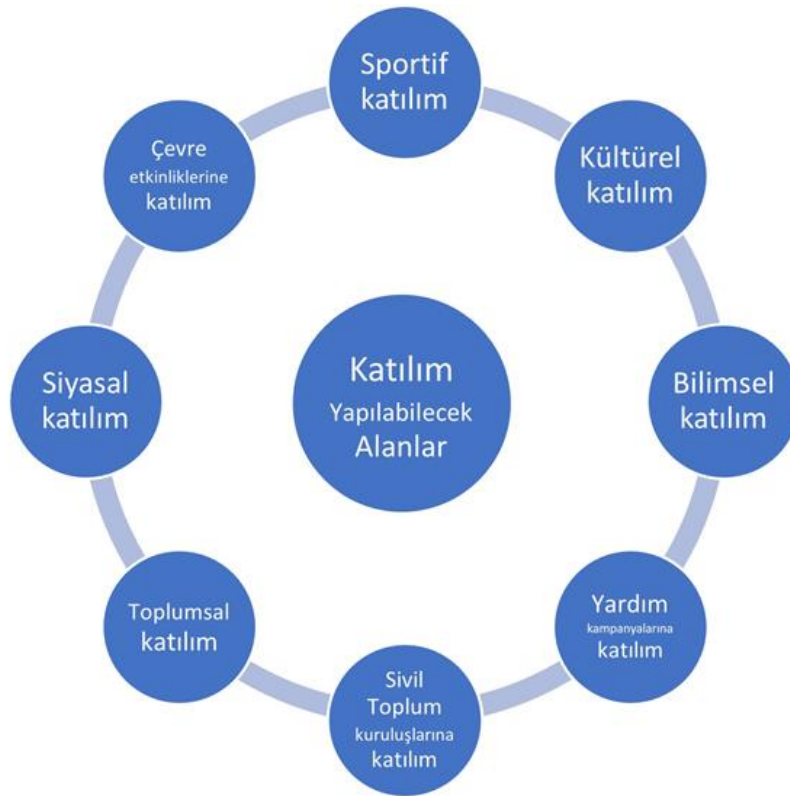 Sportif
katılım
Kültürel
katılım
Bilimsel
katılım
Yardım
kampanyalarına
katılım
Sivil
Toplum
kuruluşlarına
katılım
Toplumsal
katılım
Siyasal
katılım
Çevre
etkinliklerine
katılım
Katılım
Yapılabilecek
Alanlar